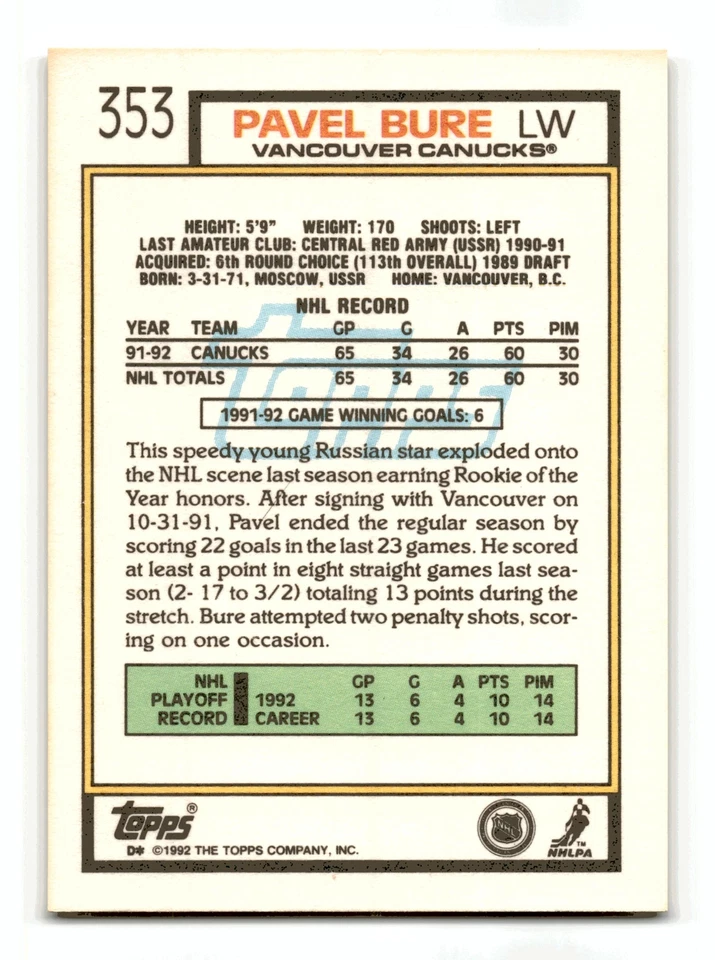 353
PAVEL BURE LW
VANCOUVER CANUCKS®
HEIGHT: 5'9" WEIGHT: 170 SHOOTS: LEFT
LAST AMATEUR CLUB: CENTRAL RED ARMY (USSR) 1990-91
ACQUIRED: 6th ROUND CHOICE (113th OVERALL) 1989 DRAFT
BORN: 3-31-71, MOSCOW, USSR HOME: VANCOUVER, B.C.
topps
NHL RECORD
YEAR TEAM GP G A PTS PIM
91-92 CANUCKS 65 34 26 60 30
NHL TOTALS 65 34 26 60 30
1991-92 GAME WINNING GOALS: 6
This speedy young Russian star exploded onto
the NHL scene last season earning Rookie of the
Year honors. After signing with Vancouver on
10-31-91, Pavel ended the regular season by
scoring 22 goals in the last 23 games. He scored
at least a point in eight straight games last sea-
son (2- 17 to 3/2) totaling 13 points during the
stretch. Bure attempted two penalty shots, scor-
ing on one occasion.
NHL GP G A PTS PIM
PLAYOFF 1992 13 6 4 10 14
RECORD CAREER 13 6 4 10 14
topps®
D* ©1992 THE TOPPS COMPANY, INC.
NHL
TM
NHLPA